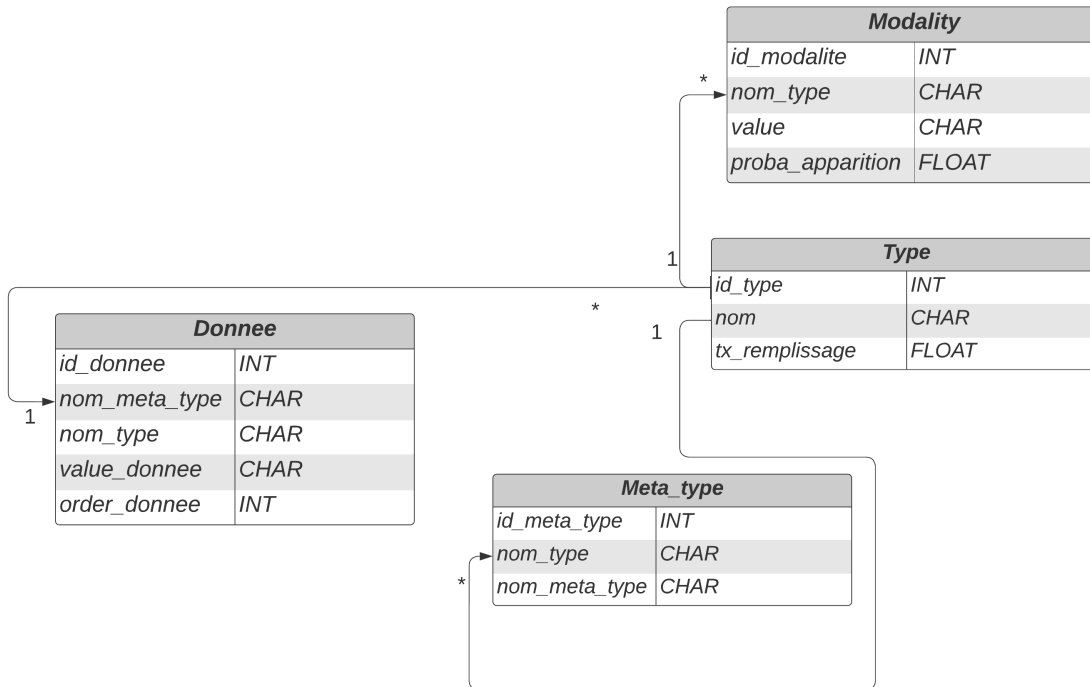 Modality
id_modalite INT
nom_type CHAR
value CHAR
proba_apparition FLOAT
*
1
Type
id_type INT
nom CHAR
tx_remplissage FLOAT
*
1
Donnee
id_donnee INT
nom_meta_type CHAR
nom_type CHAR
value_donnee CHAR
order_donnee INT
1
Meta_type
id_meta_type INT
nom_type CHAR
nom_meta_type CHAR
*